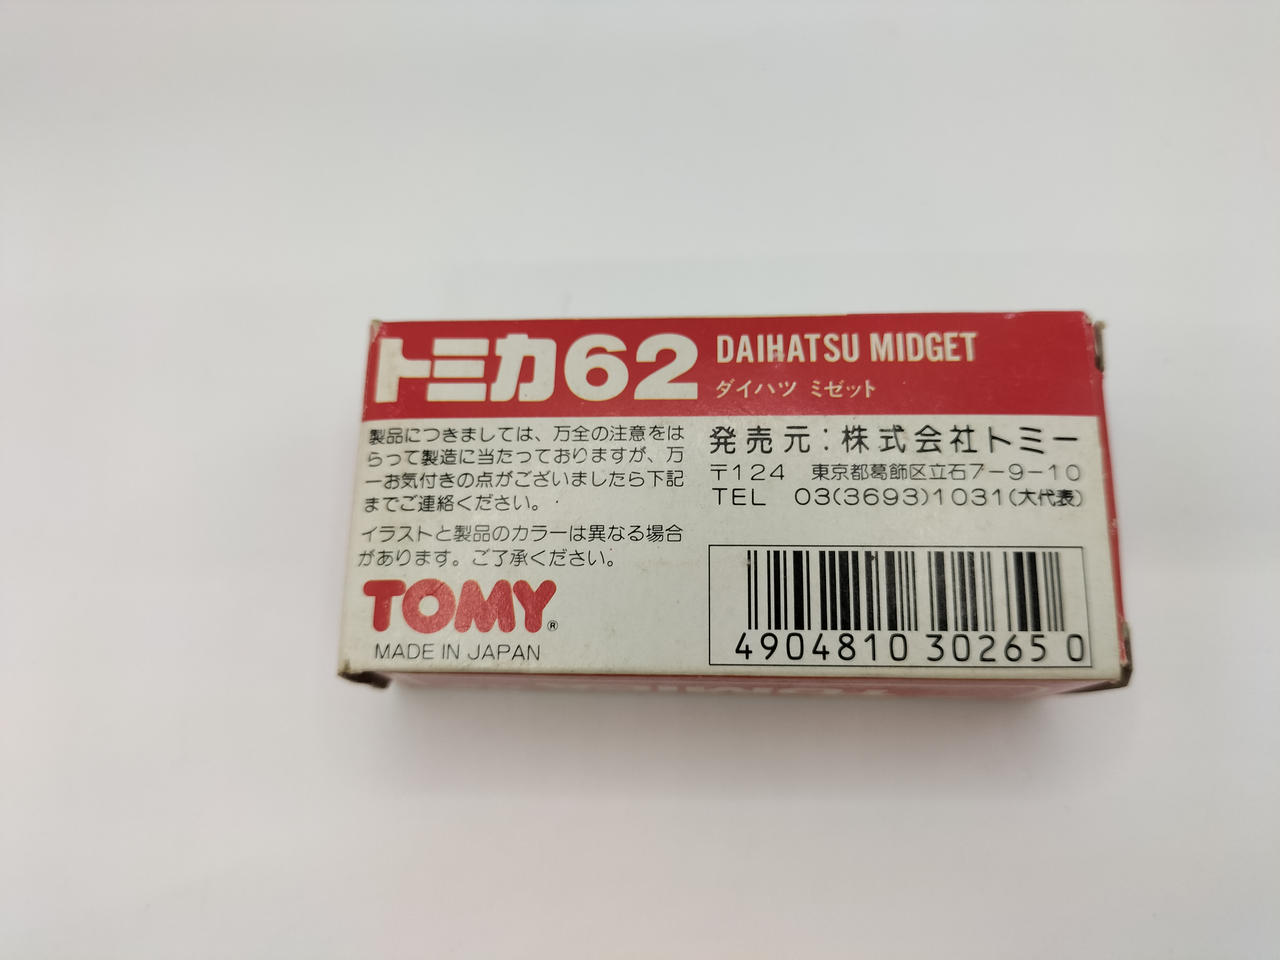 トミカ62 DAIHATSU MIDGET
ダイハツ ミゼット
製品につきましては、万全の注意をは
らって製造に当たっておりますが、万
一お気付きの点がございましたら下記
までご連絡ください。
イラストと製品のカラーは異なる場合
があります。ご了承ください。
TOMY®
MADE IN JAPAN
発売元：株式会社トミー
〒124 東京都葛飾区立石7-9-10
TEL 03(3693)1031(大代表)
4904810 30265 0